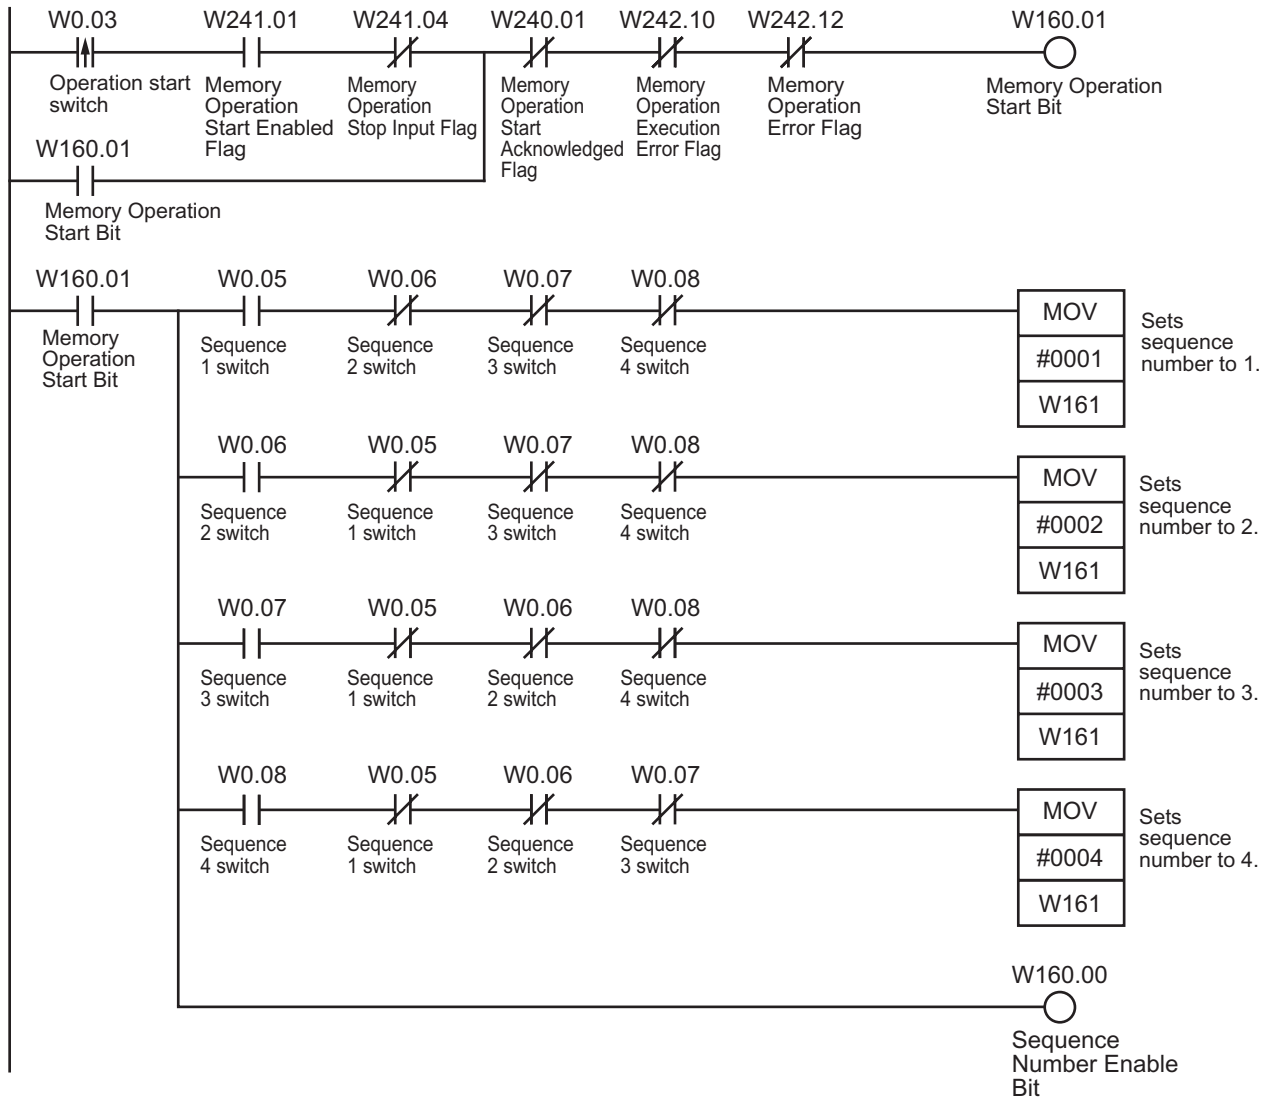 W0.03 W241.01 W241.04 W240.01 W242.10 W242.12 W160.01
Operation start
switch
Memory
Operation
Start Enabled
Flag
Memory
Operation
Stop Input Flag
Memory
Operation
Start
Acknowledged
Flag
Memory
Operation
Execution
Error Flag
Memory
Operation
Error Flag
Memory Operation
Start Bit
W160.01
Memory Operation
Start Bit
W160.01 W0.05 W0.06 W0.07 W0.08
Memory
Operation
Start Bit
Sequence
1 switch
Sequence
2 switch
Sequence
3 switch
Sequence
4 switch
MOV
#0001
W161
Sets
sequence
number to 1.
W0.06 W0.05 W0.07 W0.08
Sequence
2 switch
Sequence
1 switch
Sequence
3 switch
Sequence
4 switch
MOV
#0002
W161
Sets
sequence
number to 2.
W0.07 W0.05 W0.06 W0.08
Sequence
3 switch
Sequence
1 switch
Sequence
2 switch
Sequence
4 switch
MOV
#0003
W161
Sets
sequence
number to 3.
W0.08 W0.05 W0.06 W0.07
Sequence
4 switch
Sequence
1 switch
Sequence
2 switch
Sequence
3 switch
MOV
#0004
W161
Sets
sequence
number to 4.
W160.00
Sequence
Number Enable
Bit